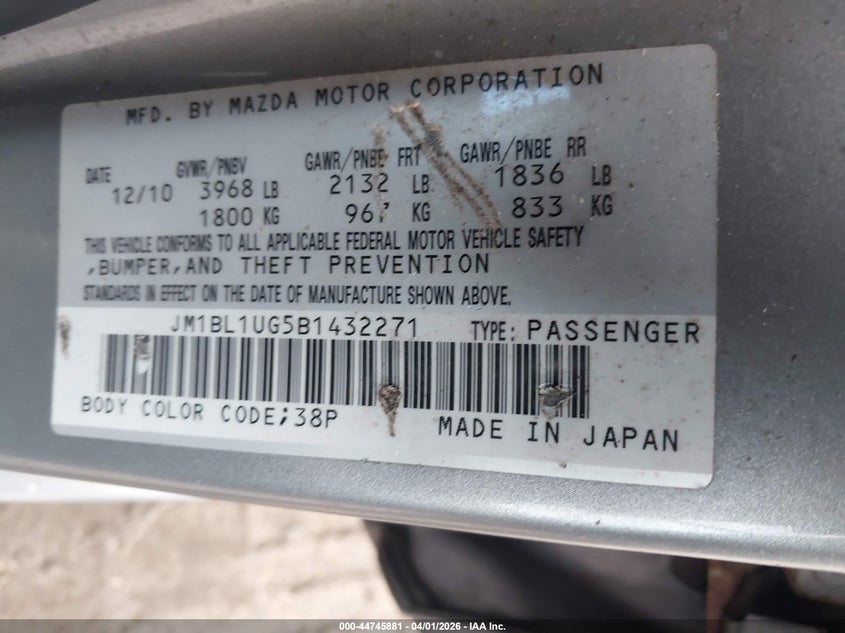 MFD. BY MAZDA MOTOR CORPORATION
DATE GVWR/PNBV GAWR/PNBE FRT GAWR/PNBE RR
12/10 3968 LB 2132 LB 1836 LB
1800 KG 967 KG 833 KG
THIS VEHICLE CONFORMS TO ALL APPLICABLE FEDERAL MOTOR VEHICLE SAFETY
,BUMPER,AND THEFT PREVENTION
STANDARDS IN EFFECT ON THE DATE OF MANUFACTURE SHOWN ABOVE.
JM1BL1UG5B1432271 TYPE: PASSENGER
BODY COLOR CODE;38P MADE IN JAPAN
000-44745881 - 04/01/2026 - IAA Inc.